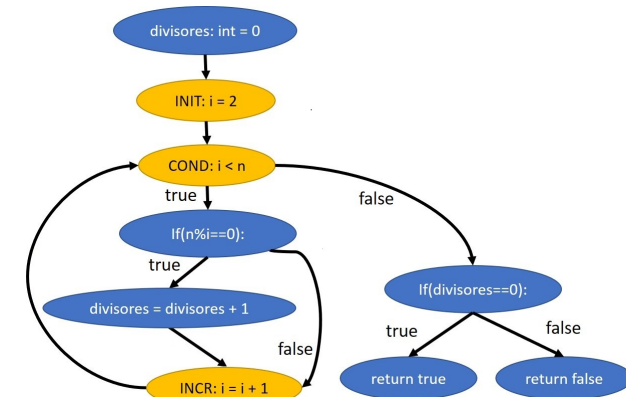 divisores: int = 0
INIT: i = 2
COND: i < n
true
false
If(n%i==0):
true
divisores = divisores + 1
false
INCR: i = i + 1
If(divisores==0):
true
false
return true
return false